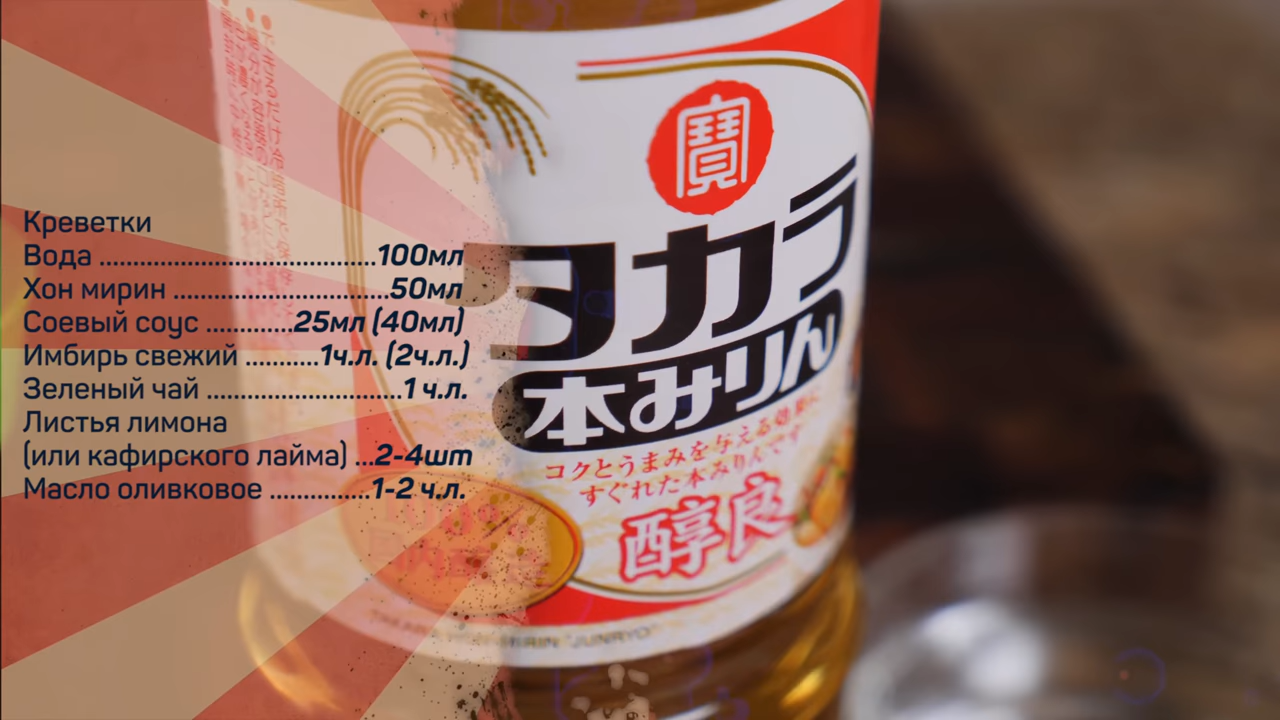 Креветки
Вода ....................................100мл
Хон мирин ............................50мл
Соевый соус ............25мл (40мл)
Имбирь свежий ..........1ч.л. (2ч.л.)
Зеленый чай ..........................1 ч.л.
Листья лимона
(или кафирского лайма) ...2-4шт
Масло оливковое .............1-2 ч.л.
寶
タカラ
本みりん
コクとうまみを与える効果に
すぐれた本みりんです
醇良
"JUNRYO"